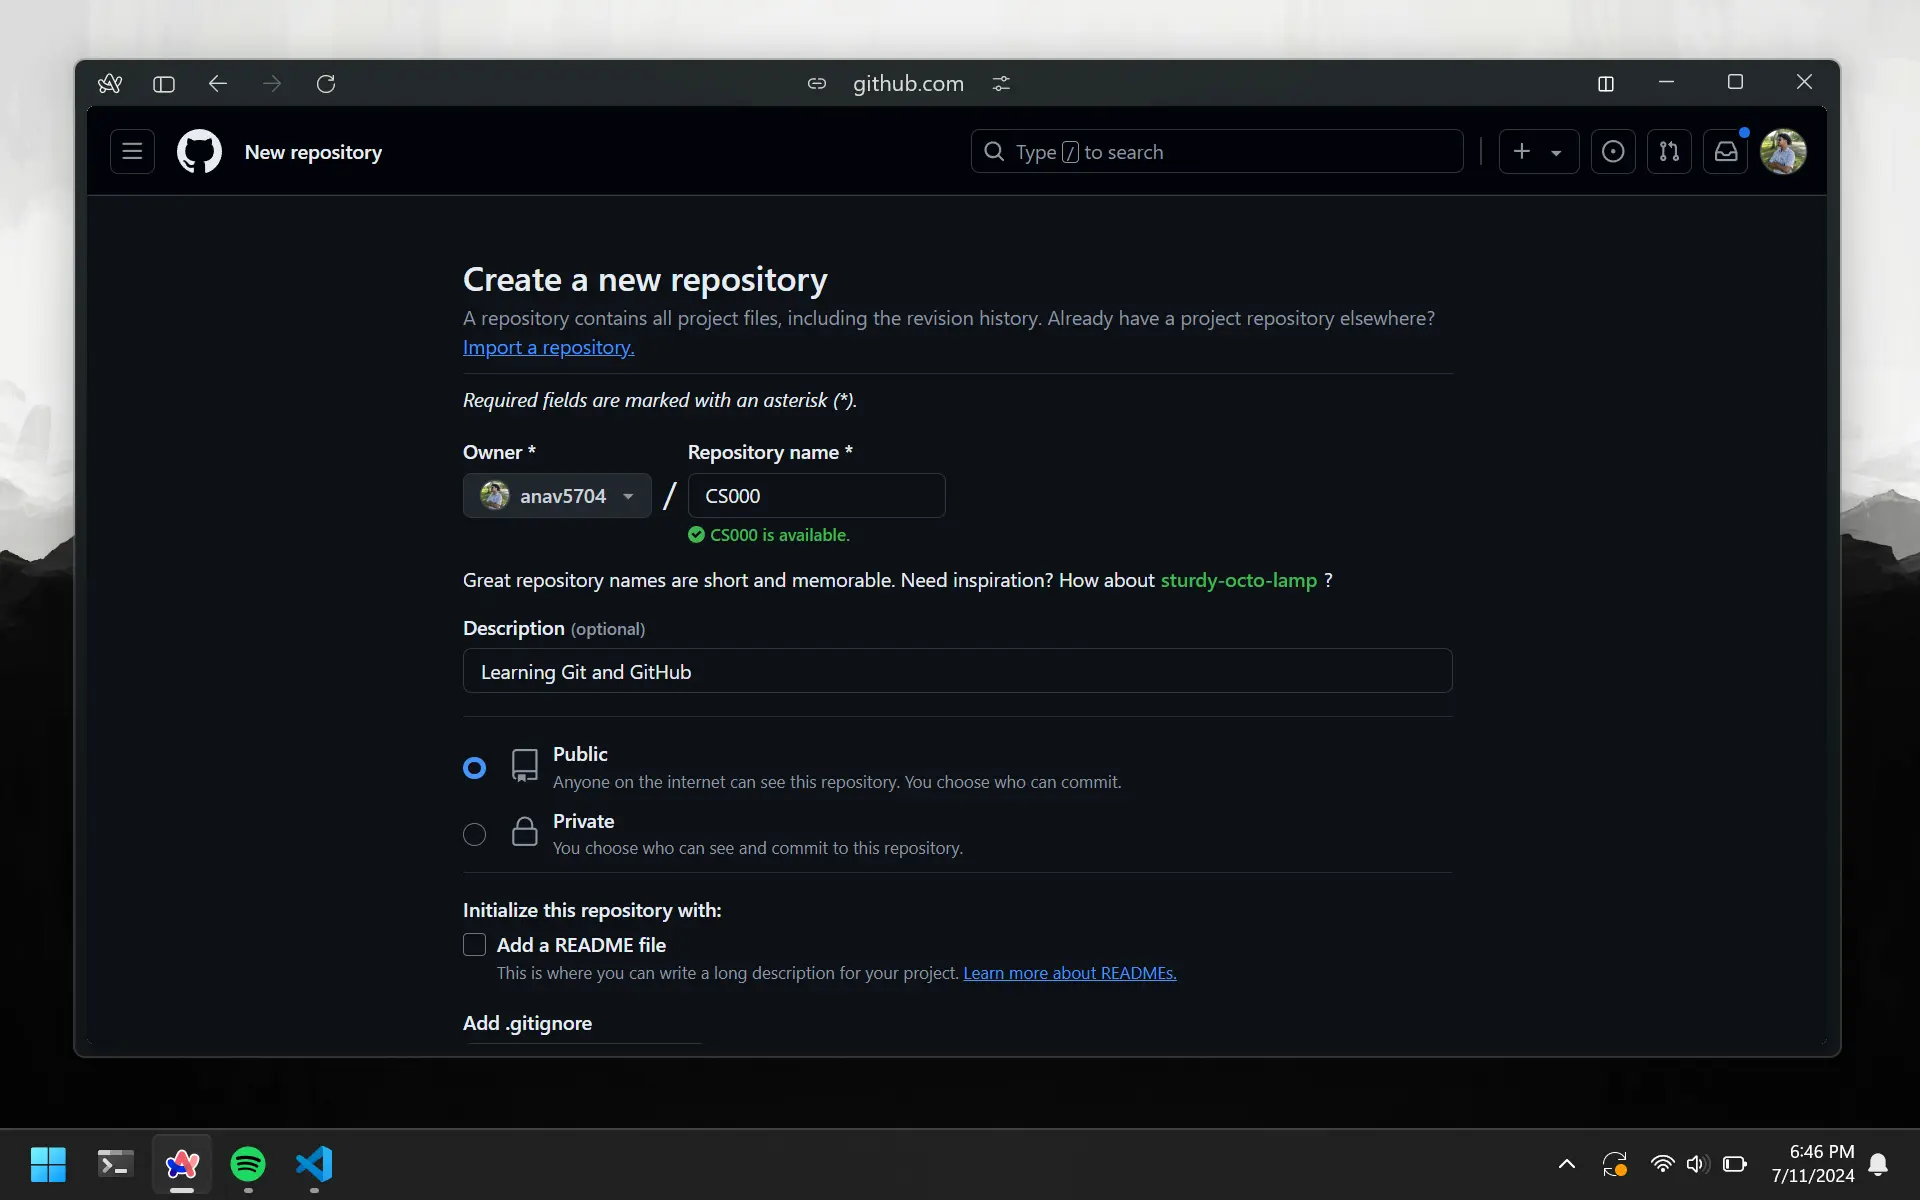 github.com
New repository
Type / to search
Create a new repository
A repository contains all project files, including the revision history. Already have a project repository elsewhere?
Import a repository.
Required fields are marked with an asterisk (*).
Owner *
Repository name *
anav5704
/
CS000
CS000 is available.
Great repository names are short and memorable. Need inspiration? How about sturdy-octo-lamp ?
Description (optional)
Learning Git and GitHub
Public
Anyone on the internet can see this repository. You choose who can commit.
Private
You choose who can see and commit to this repository.
Initialize this repository with:
Add a README file
This is where you can write a long description for your project. Learn more about READMEs.
Add .gitignore
6:46 PM
7/11/2024